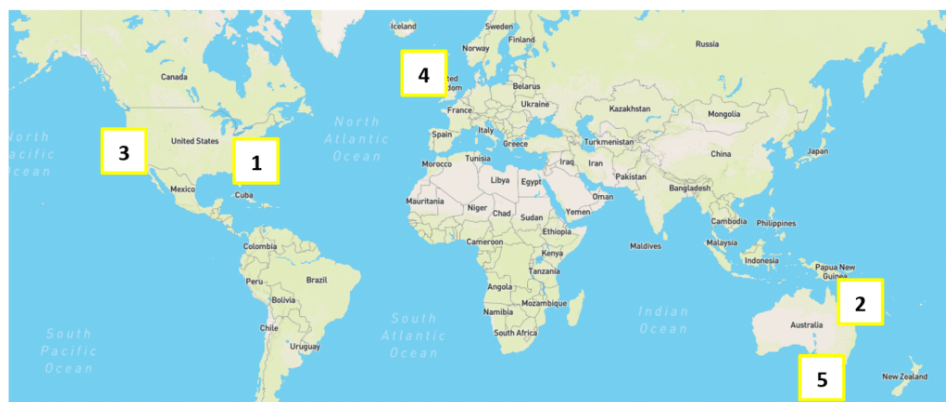 Iceland
Sweden
Finland
Norway
Russia
Canada
4
Belarus
Ukraine
Kazakhstan
Mongolia
France
North
Pacific
Ocean
3
United States
1
North
Atlantic
Ocean
Spain
Italy
Greece
Turkmenistan
China
Japan
Morocco
Tunisia
Iraq
Iran
Pakistan
Mexico
Cuba
Libya
Egypt
Oman
Bangladesh
Mauritania
Niger
Chad
Sudan
Yemen
Cambodia
Philippines
Colombia
Cameroon
Ethiopia
Kenya
Maldives
Malaysia
Indonesia
Papua New
Guinea
Peru
Brazil
Tanzania
Angola
Bolivia
Namibia
Mozambique
Indian
Ocean
2
South
Pacific
Ocean
Chile
Uruguay
South
Atlantic
Ocean
South Africa
Australia
5
New Zealand